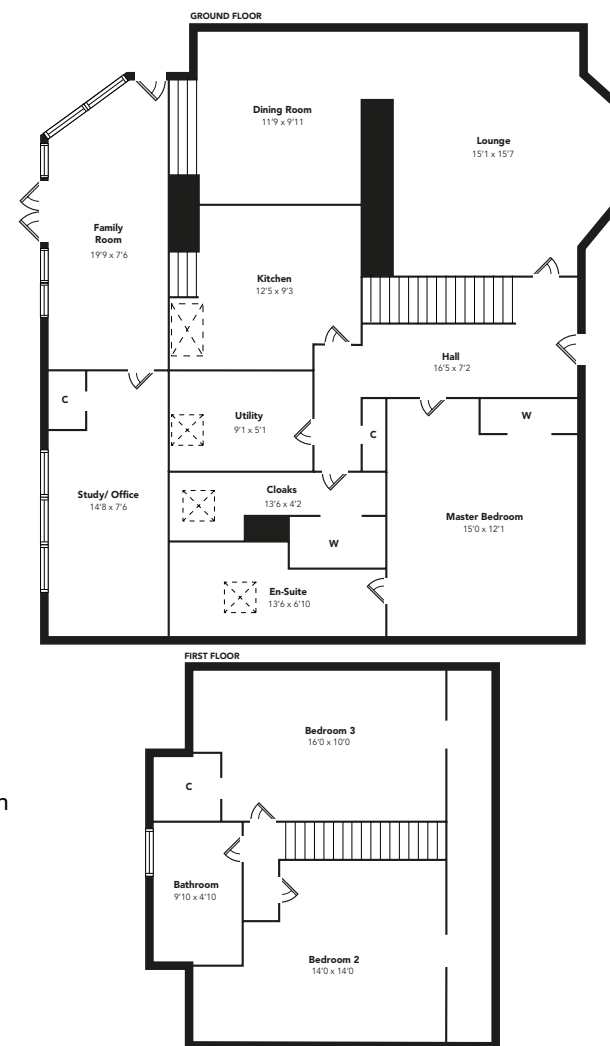 GROUND FLOOR
Dining Room
11'9 x 9'11
Lounge
15'1 x 15'7
Family
Room
19'9 x 7'6
Kitchen
12'5 x 9'3
Hall
16'5 x 7'2
C
Utility
9'1 x 5'1
C
W
Study/ Office
14'8 x 7'6
Cloaks
13'6 x 4'2
W
Master Bedroom
15'0 x 12'1
En-Suite
13'6 x 6'10
FIRST FLOOR
Bedroom 3
16'0 x 10'0
C
n
Bathroom
9'10 x 4'10
Bedroom 2
14'0 x 14'0